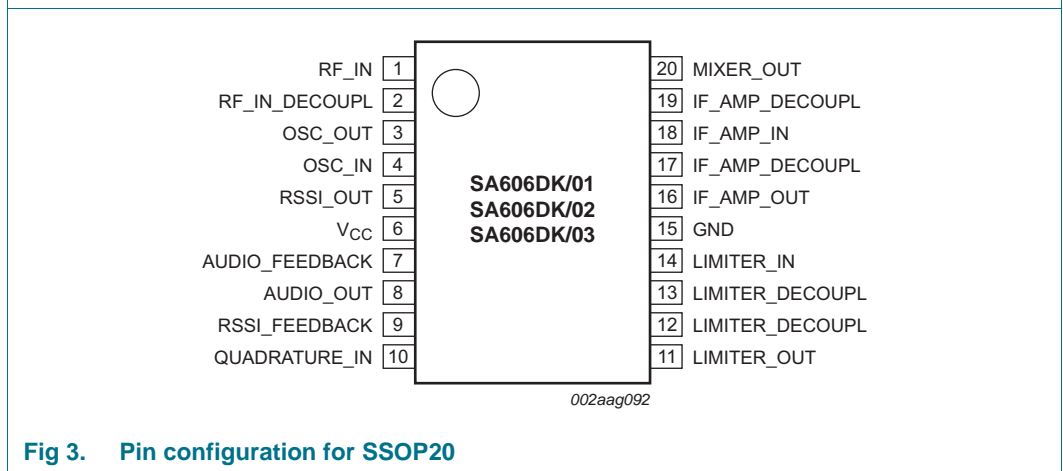 RF_IN 1
RF_IN_DECOUPL 2
OSC_OUT 3
OSC_IN 4
RSSI_OUT 5
VCC 6
AUDIO_FEEDBACK 7
AUDIO_OUT 8
RSSI_FEEDBACK 9
QUADRATURE_IN 10
SA606DK/01
SA606DK/02
SA606DK/03
20 MIXER_OUT
19 IF_AMP_DECOUPL
18 IF_AMP_IN
17 IF_AMP_DECOUPL
16 IF_AMP_OUT
15 GND
14 LIMITER_IN
13 LIMITER_DECOUPL
12 LIMITER_DECOUPL
11 LIMITER_OUT
002aag092
Fig 3. Pin configuration for SSOP20